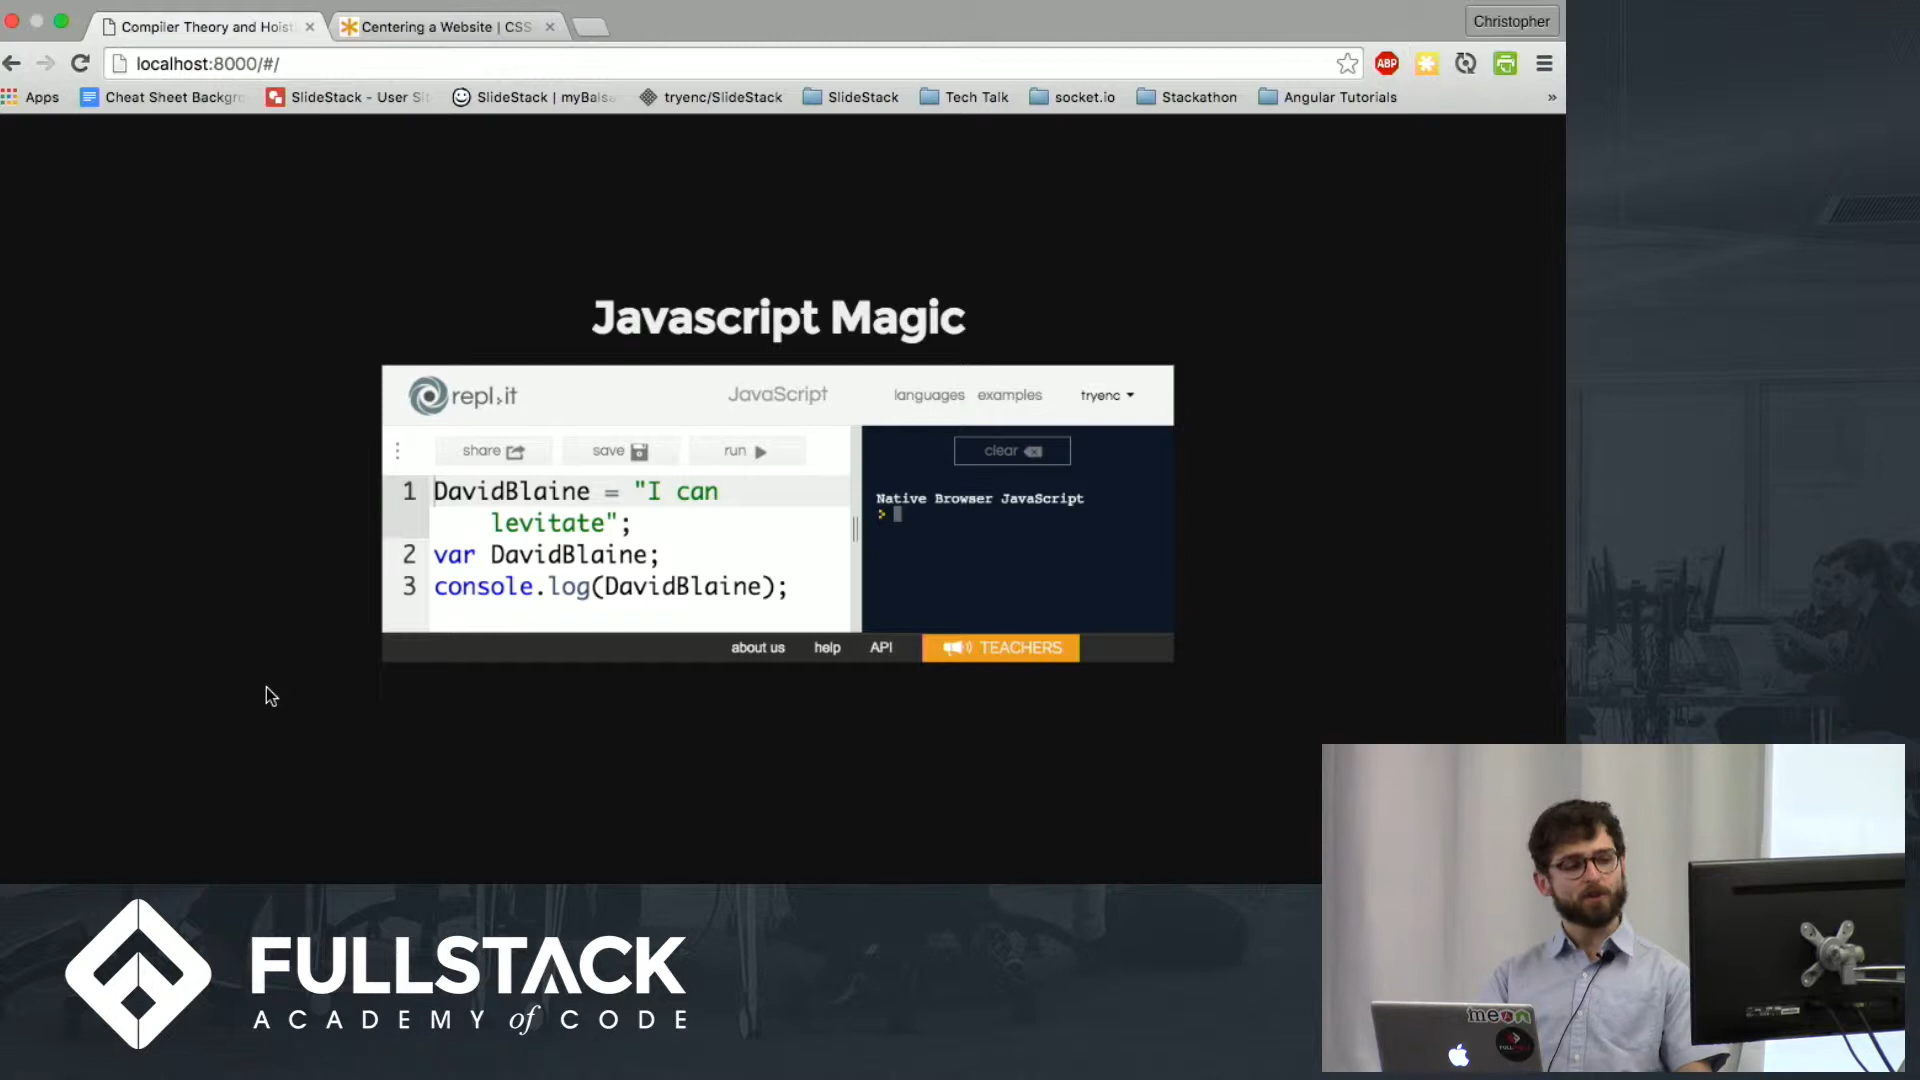 Compiler Theory and Hoist
Centering a Website | CSS
Christopher
localhost:8000/#/
ABP
Apps
Cheat Sheet Backgr
SlideStack - User Si
SlideStack | myBals
tryenc/SlideStack
SlideStack
Tech Talk
socket.io
Stackathon
Angular Tutorials
»
Javascript Magic
repl.it
JavaScript
languages
examples
tryenc
share
save
run
clear
1 DavidBlaine = "I can
levitate";
2 var DavidBlaine;
3 console.log(DavidBlaine);
Native Browser JavaScript
>
about us
help
API
TEACHERS
FULLSTACK
ACADEMY of CODE
mean